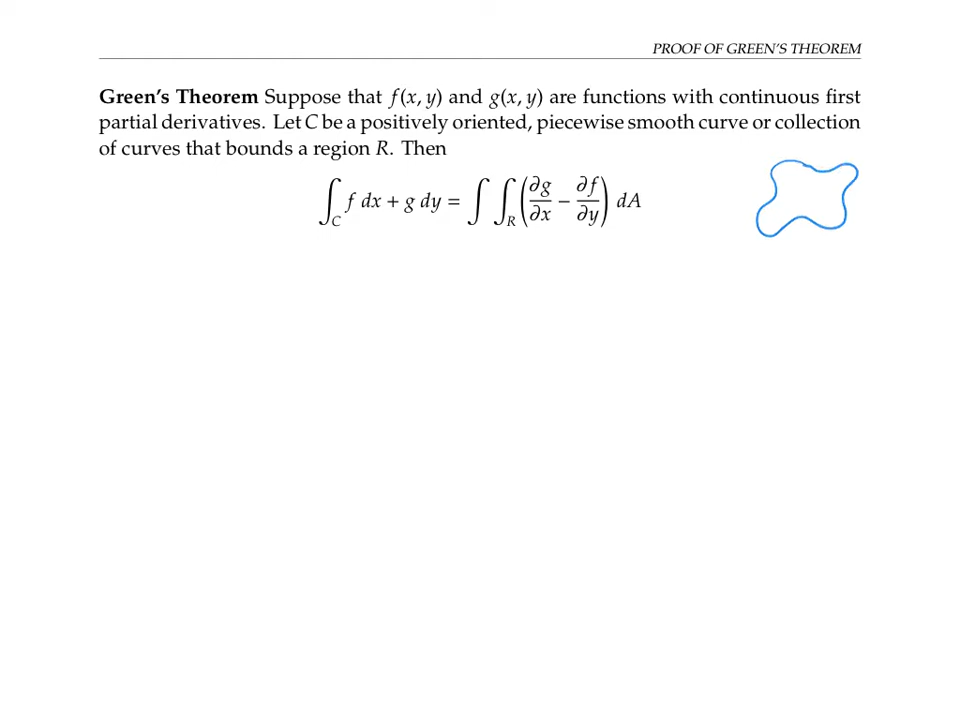 PROOF OF GREEN'S THEOREM
Green's Theorem Suppose that f(x, y) and g(x, y) are functions with continuous first
partial derivatives. Let C be a positively oriented, piecewise smooth curve or collection
of curves that bounds a region R. Then
∫_C f dx + g dy = ∫ ∫_R (∂g/∂x − ∂f/∂y) dA